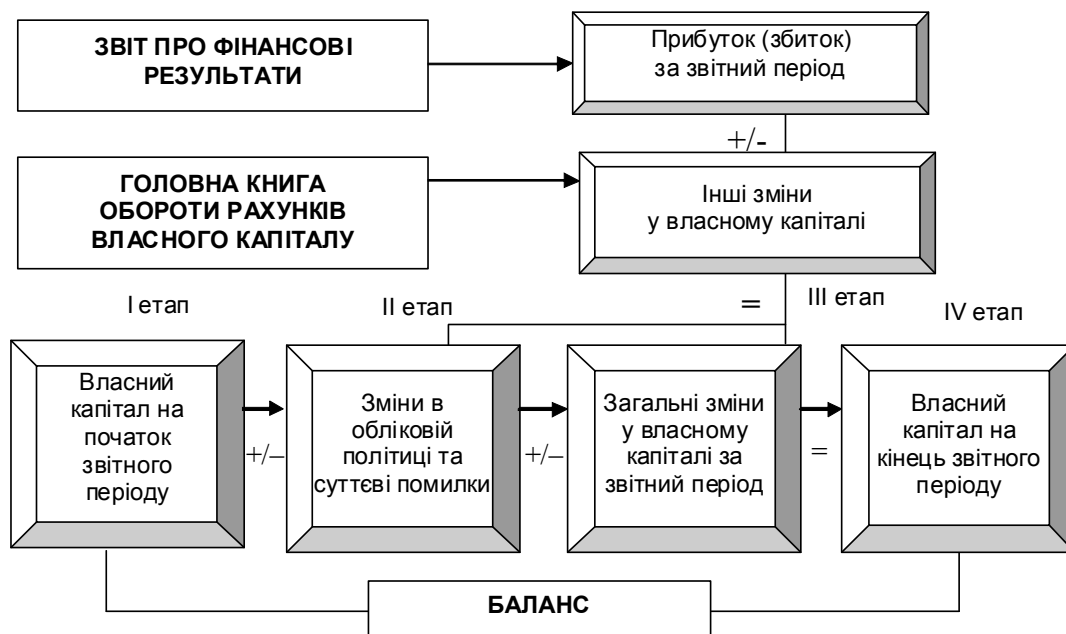 ЗВІТ ПРО ФІНАНСОВІ
РЕЗУЛЬТАТИ
Прибуток (збиток)
за звітний період
+/-
ГОЛОВНА КНИГА
ОБОРОТИ РАХУНКІВ
ВЛАСНОГО КАПІТАЛУ
Інші зміни
у власному капіталі
І етап
ІІ етап
=
ІІІ етап
IV етап
Власний
капітал на
початок
звітного
періоду
+/–
Зміни в
обліковій
політиці та
суттєві помилки
+/–
Загальні зміни
у власному
капіталі за
звітний період
=
Власний
капітал на
кінець звітного
періоду
БАЛАНС